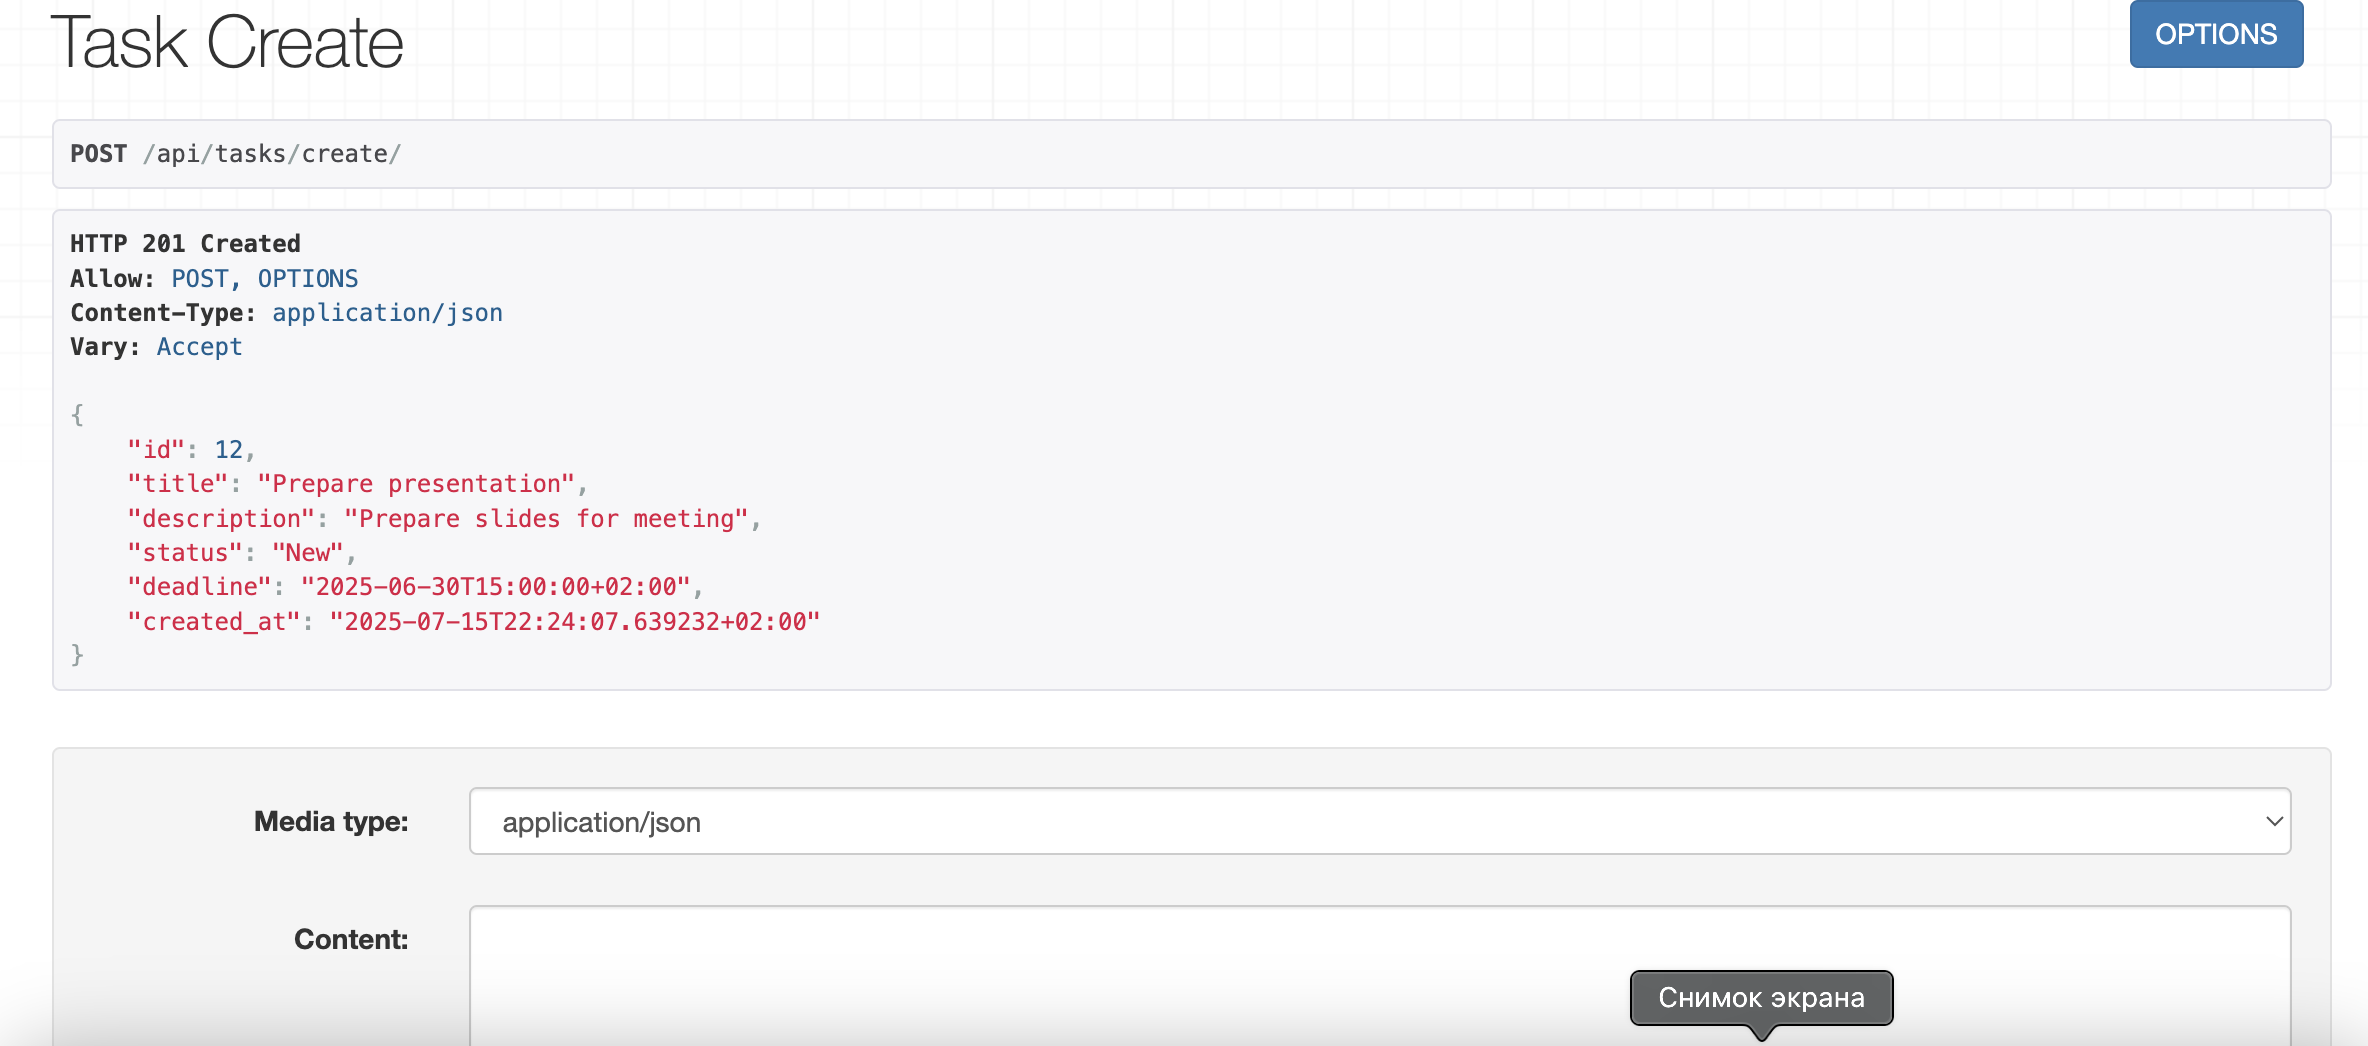 Task Create
OPTIONS
POST /api/tasks/create/
HTTP 201 Created
Allow: POST, OPTIONS
Content-Type: application/json
Vary: Accept
{
    "id": 12,
    "title": "Prepare presentation",
    "description": "Prepare slides for meeting",
    "status": "New",
    "deadline": "2025-06-30T15:00:00+02:00",
    "created_at": "2025-07-15T22:24:07.639232+02:00"
}
Media type:
application/json
Content:
Снимок экрана